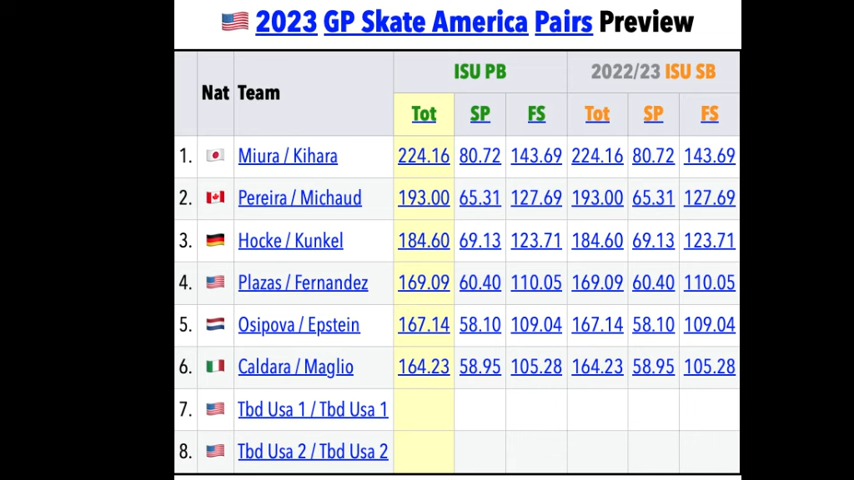 2023 GP Skate America Pairs Preview
Nat Team ISU PB 2022/23 ISU SB
Tot SP FS Tot SP FS
1. Miura / Kihara 224.16 80.72 143.69 224.16 80.72 143.69
2. Pereira / Michaud 193.00 65.31 127.69 193.00 65.31 127.69
3. Hocke / Kunkel 184.60 69.13 123.71 184.60 69.13 123.71
4. Plazas / Fernandez 169.09 60.40 110.05 169.09 60.40 110.05
5. Osipova / Epstein 167.14 58.10 109.04 167.14 58.10 109.04
6. Caldara / Maglio 164.23 58.95 105.28 164.23 58.95 105.28
7. Tbd Usa 1 / Tbd Usa 1
8. Tbd Usa 2 / Tbd Usa 2